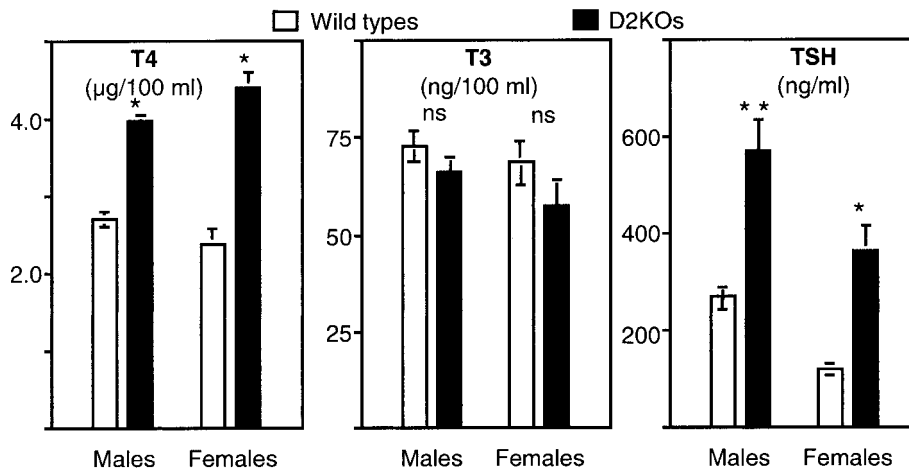 Wild types D2KOs
T4
(µg/100 ml)
*
*
4.0
2.0
Males Females
T3
(ng/100 ml)
ns
ns
75
50
25
Males Females
TSH
(ng/ml)
* *
*
600
400
200
Males Females